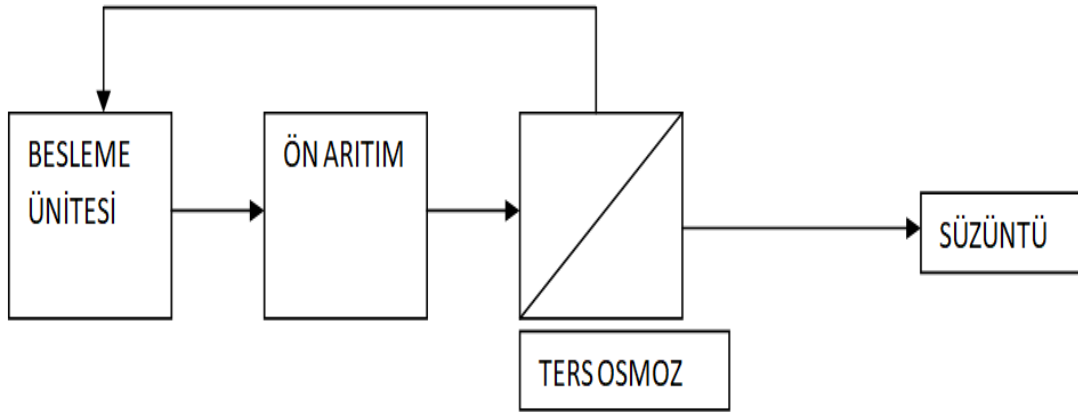 BESLEME
ÜNİTESİ
ÖN ARITIM
SÜZÜNTÜ
TERS OSMOZ